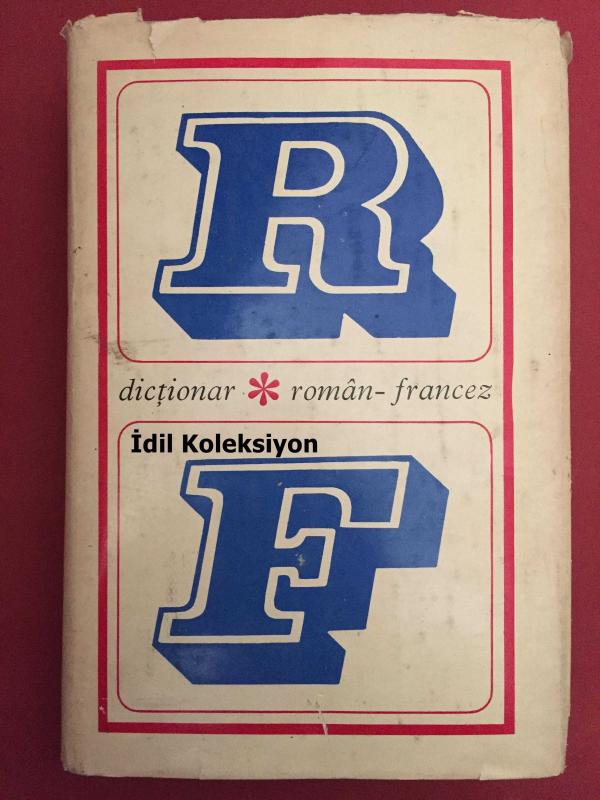 R
dicționar * român-francez
İdil Koleksiyon
F